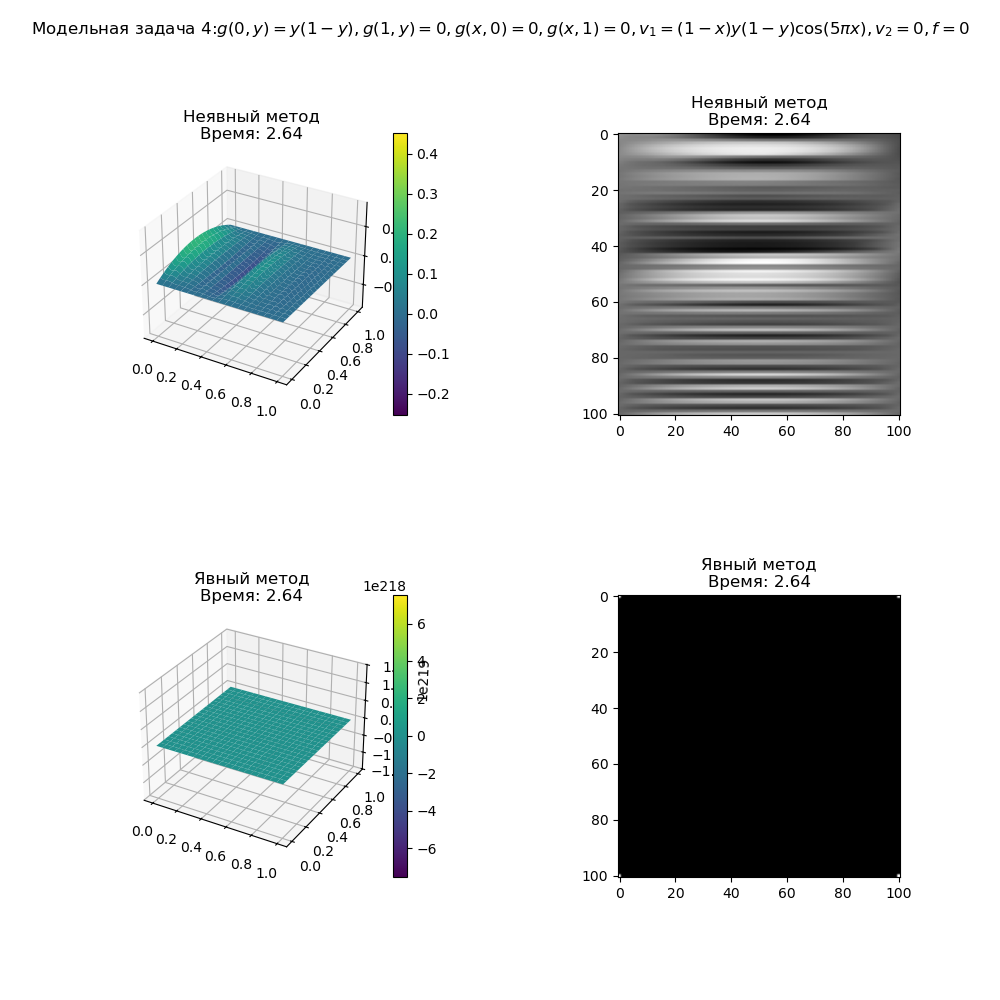 Модельная задача 4:g(0, y) = y(1 − y), g(1, y) = 0, g(x, 0) = 0, g(x, 1) = 0, v₁ = (1 − x)y(1 − y)cos(5πx), v₂ = 0, f = 0
Неявный метод
Время: 2.64
0.4
0.3
0.2
0.1
0.0
−0.1
−0.2
0.0 0.2 0.4 0.6 0.8 1.0
0.0 0.2 0.4 0.6 0.8 1.0
Неявный метод
Время: 2.64
0
20
40
60
80
100
0 20 40 60 80 100
Явный метод
Время: 2.64
1e218
6
4
2
0
−2
−4
−6
1e219
0.0 0.2 0.4 0.6 0.8 1.0
0.0 0.2 0.4 0.6 0.8 1.0
Явный метод
Время: 2.64
0
20
40
60
80
100
0 20 40 60 80 100